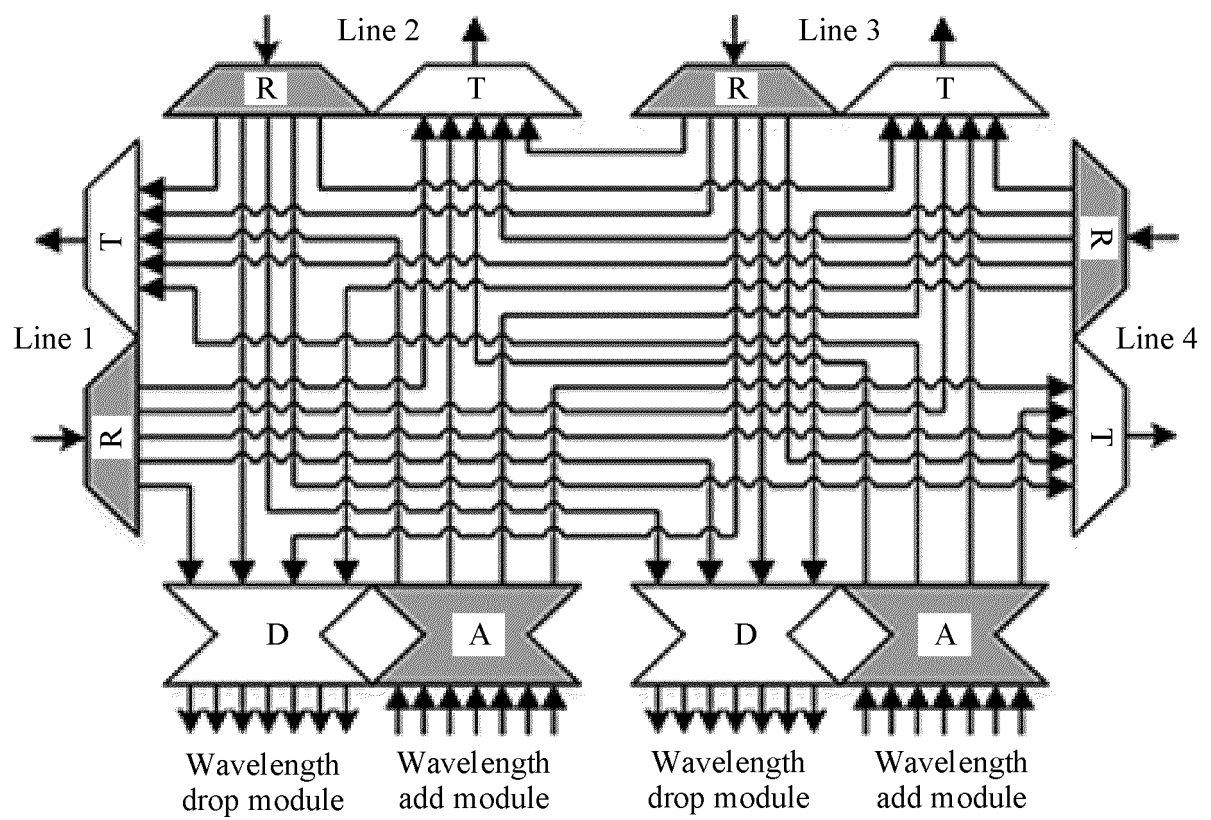 Line 2
Line 3
R
T
R
T
T
R
Line 1
Line 4
R
T
D
A
D
A
Wavelength drop module
Wavelength add module
Wavelength drop module
Wavelength add module